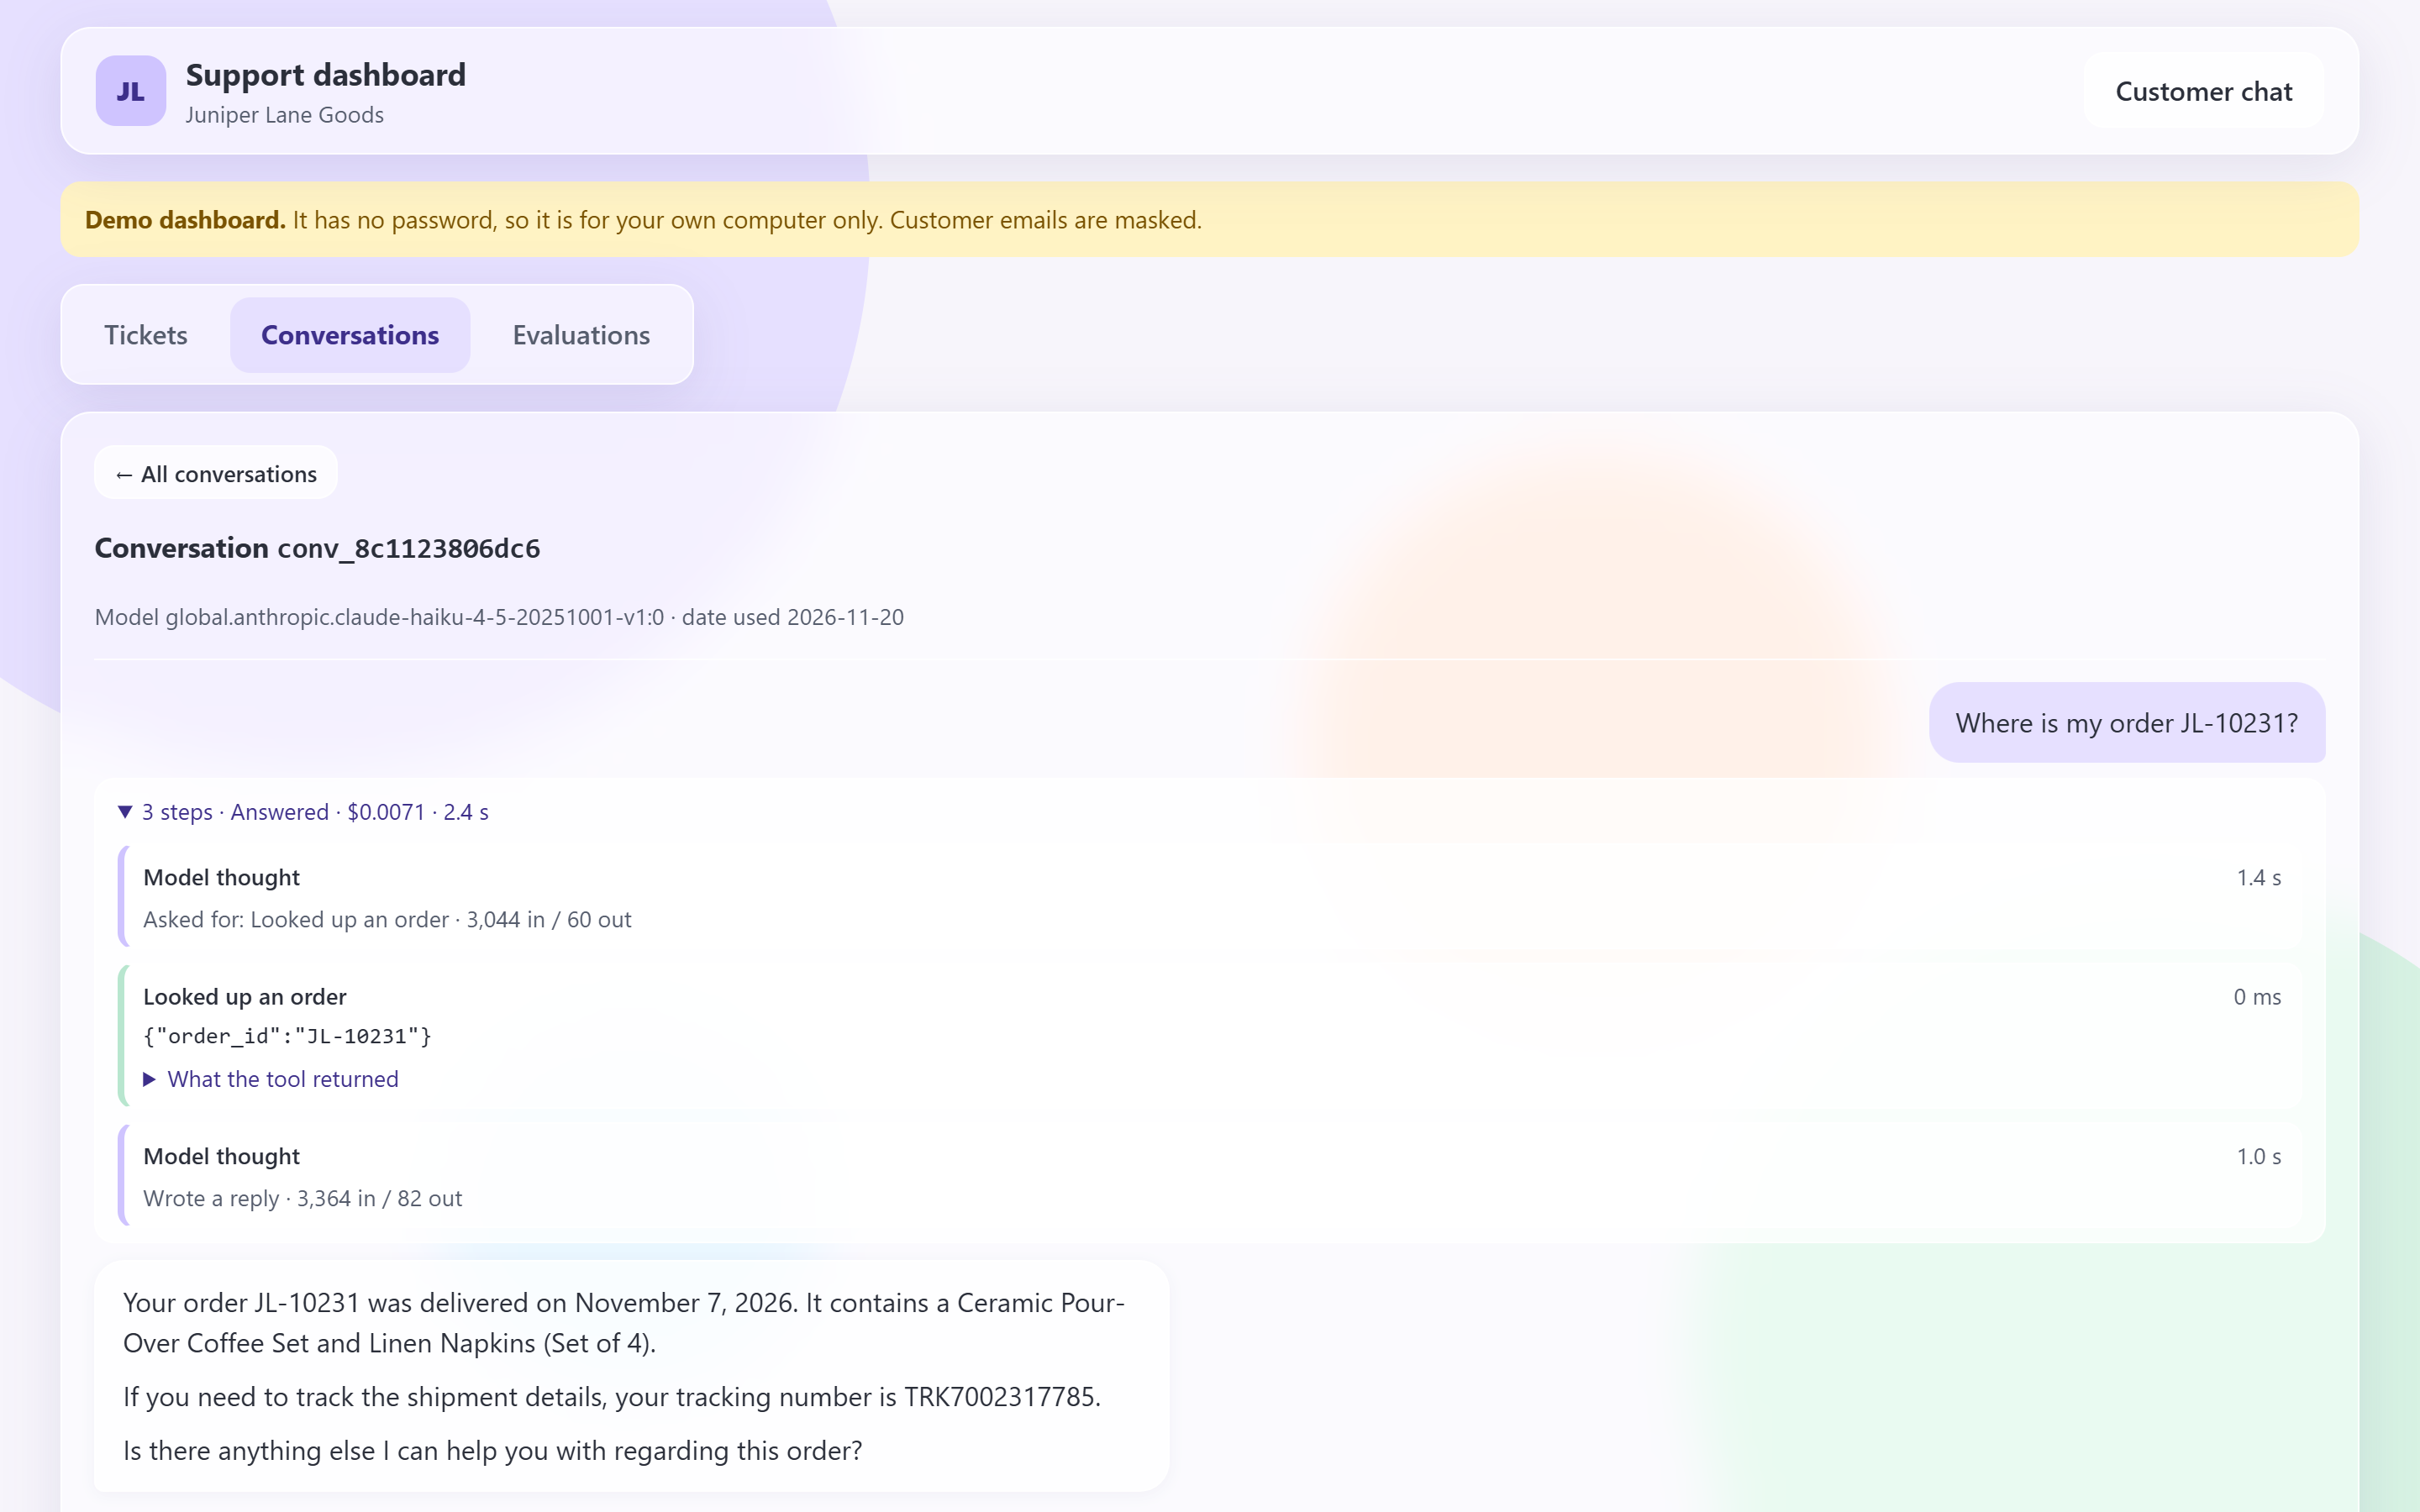 JL
Support dashboard
Juniper Lane Goods
Customer chat
Demo dashboard. It has no password, so it is for your own computer only. Customer emails are masked.
Tickets
Conversations
Evaluations
← All conversations
Conversation conv_8c1123806dc6
Model global.anthropic.claude-haiku-4-5-20251001-v1:0 · date used 2026-11-20
Where is my order JL-10231?
▼ 3 steps · Answered · $0.0071 · 2.4 s
Model thought 1.4 s
Asked for: Looked up an order · 3,044 in / 60 out
Looked up an order 0 ms
{"order_id":"JL-10231"}
▶ What the tool returned
Model thought 1.0 s
Wrote a reply · 3,364 in / 82 out
Your order JL-10231 was delivered on November 7, 2026. It contains a Ceramic Pour-
Over Coffee Set and Linen Napkins (Set of 4).
If you need to track the shipment details, your tracking number is TRK7002317785.
Is there anything else I can help you with regarding this order?